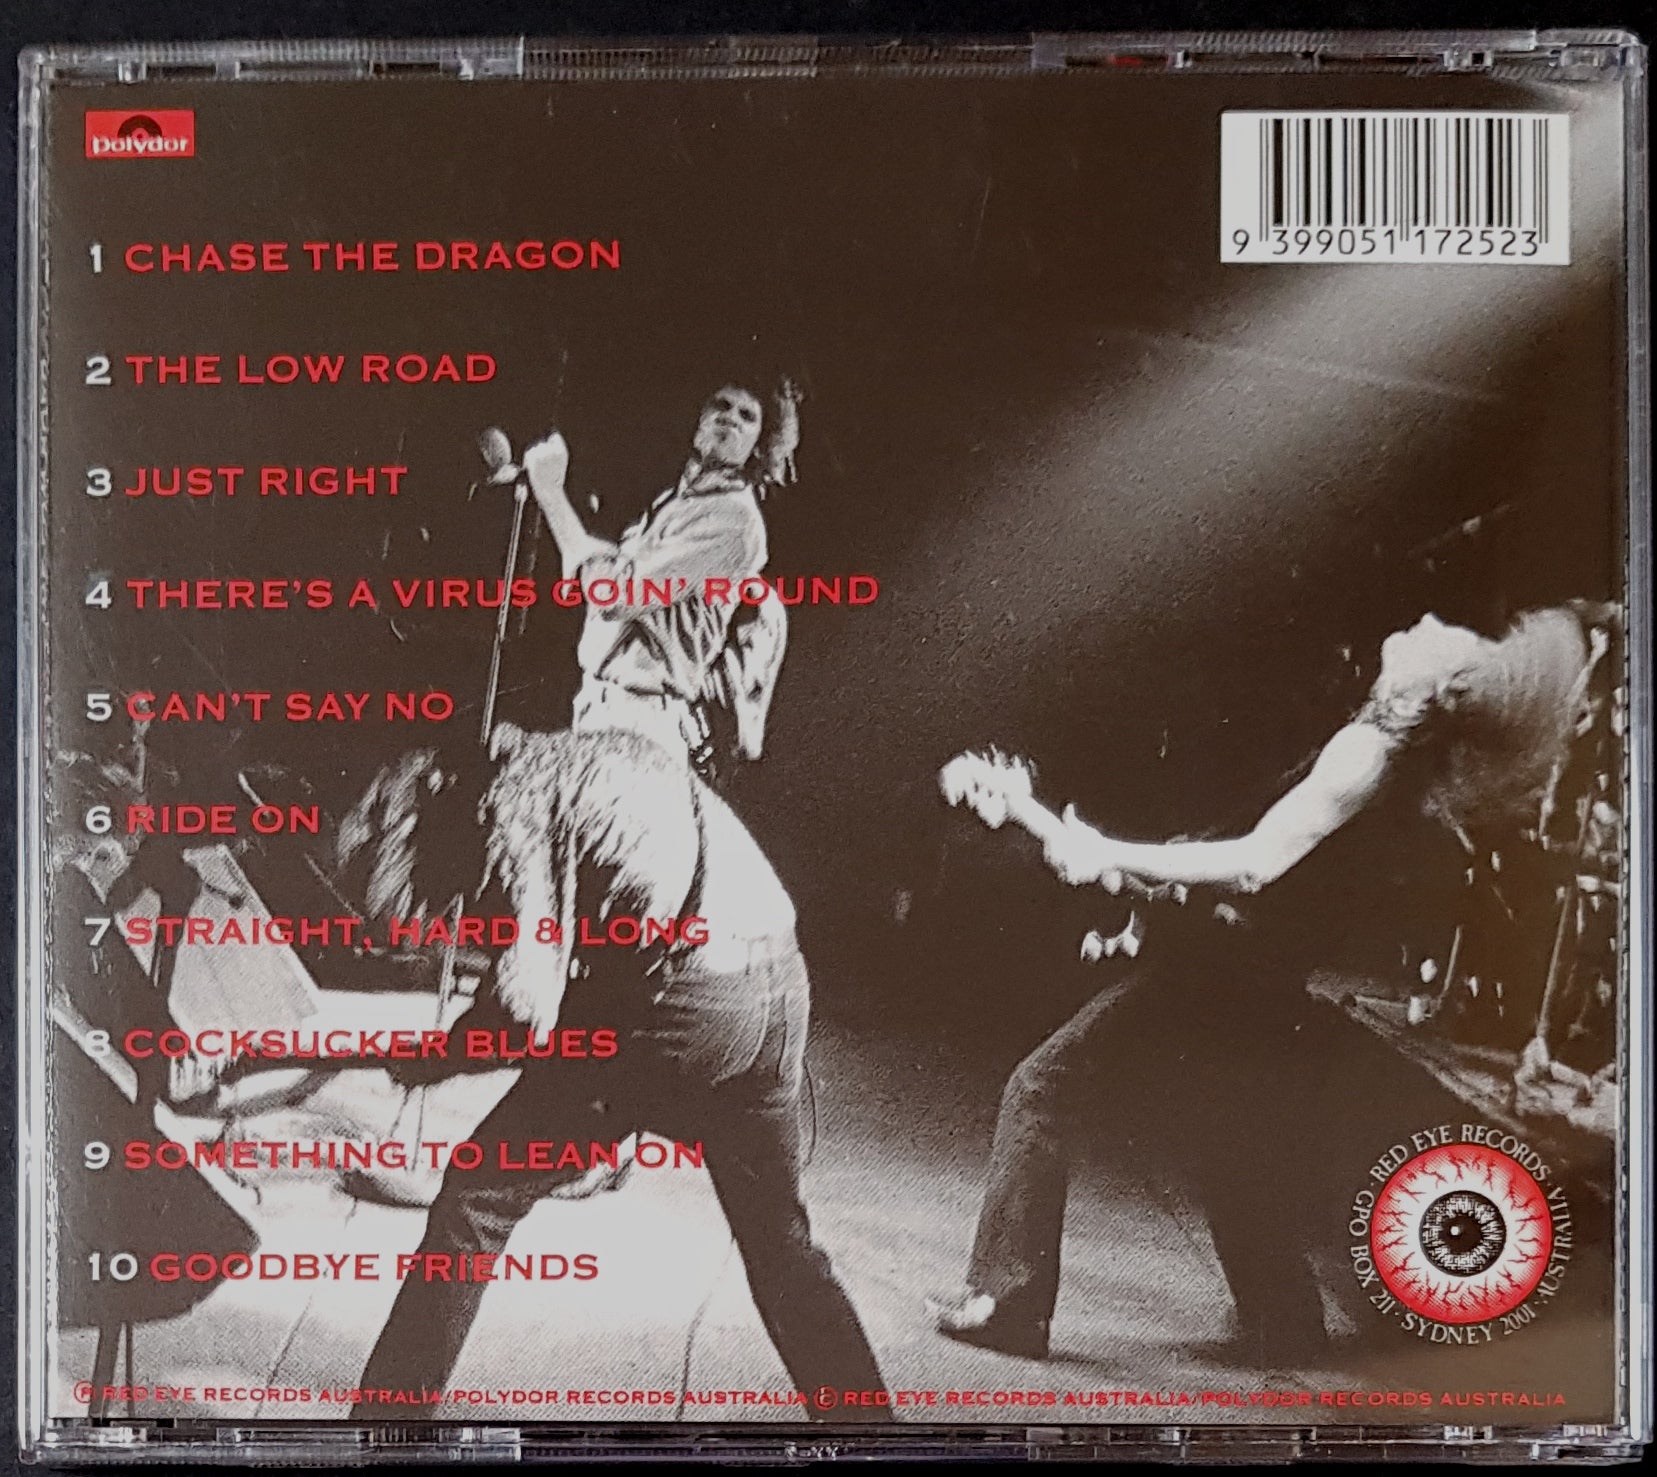 polydor
9 399051 172523
1 CHASE THE DRAGON
2 THE LOW ROAD
3 JUST RIGHT
4 THERE'S A VIRUS GOIN' ROUND
5 CAN'T SAY NO
6 RIDE ON
7 STRAIGHT, HARD & LONG
8 COCKSUCKER BLUES
9 SOMETHING TO LEAN ON
10 GOODBYE FRIENDS
· RED EYE RECORDS · AUSTRALIA · SYDNEY 2001 · GPO BOX 211
Ⓟ RED EYE RECORDS AUSTRALIA/POLYDOR RECORDS AUSTRALIA © RED EYE RECORDS AUSTRALIA/POLYDOR RECORDS AUSTRALIA